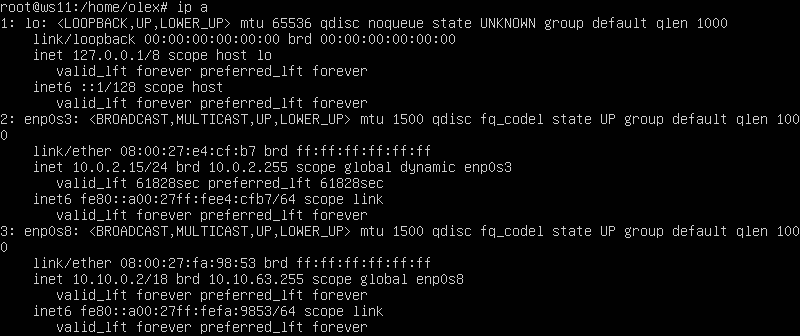 root@ws11:/home/olex# ip a
1: lo: <LOOPBACK,UP,LOWER_UP> mtu 65536 qdisc noqueue state UNKNOWN group default qlen 1000
    link/loopback 00:00:00:00:00:00 brd 00:00:00:00:00:00
    inet 127.0.0.1/8 scope host lo
       valid_lft forever preferred_lft forever
    inet6 ::1/128 scope host
       valid_lft forever preferred_lft forever
2: enp0s3: <BROADCAST,MULTICAST,UP,LOWER_UP> mtu 1500 qdisc fq_codel state UP group default qlen 100
0
    link/ether 08:00:27:e4:cf:b7 brd ff:ff:ff:ff:ff:ff
    inet 10.0.2.15/24 brd 10.0.2.255 scope global dynamic enp0s3
       valid_lft 61828sec preferred_lft 61828sec
    inet6 fe80::a00:27ff:fee4:cfb7/64 scope link
       valid_lft forever preferred_lft forever
3: enp0s8: <BROADCAST,MULTICAST,UP,LOWER_UP> mtu 1500 qdisc fq_codel state UP group default qlen 100
0
    link/ether 08:00:27:fa:98:53 brd ff:ff:ff:ff:ff:ff
    inet 10.10.0.2/18 brd 10.10.63.255 scope global enp0s8
       valid_lft forever preferred_lft forever
    inet6 fe80::a00:27ff:fefa:9853/64 scope link
       valid_lft forever preferred_lft forever